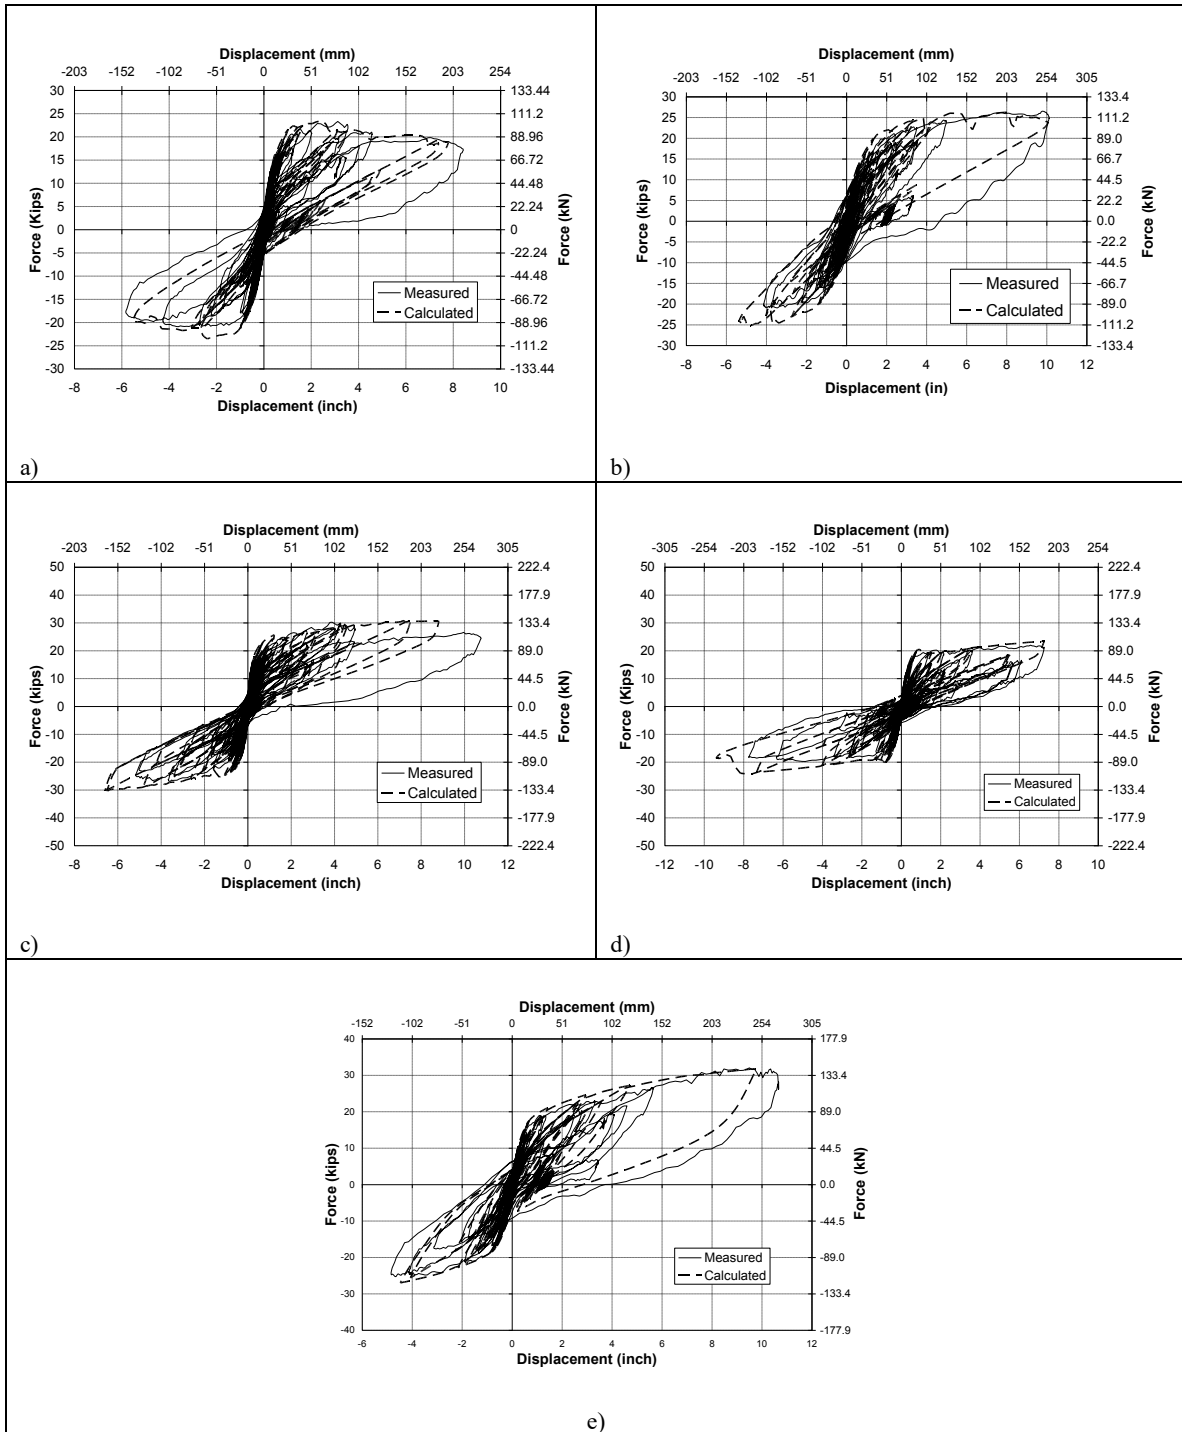 Displacement (mm)
-203 -152 -102 -51 0 51 102 152 203 254
30 133.44
25 111.2
20 88.96
15 66.72
10 44.48
5 22.24
0 0
-5 -22.24
-10 -44.48
-15 -66.72
-20 -88.96
-25 -111.2
-30 -133.44
-8 -6 -4 -2 0 2 4 6 8 10
Displacement (inch)
Force (Kips)
Force (kN)
Measured
Calculated
a)
Displacement (mm)
-203 -152 -102 -51 0 51 102 152 203 254 305
30 133.4
25 111.2
20 89.0
15 66.7
10 44.5
5 22.2
0 0.0
-5 -22.2
-10 -44.5
-15 -66.7
-20 -89.0
-25 -111.2
-30 -133.4
-8 -6 -4 -2 0 2 4 6 8 10 12
Displacement (in)
Force (Kips)
Force (kN)
Measured
Calculated
b)
Displacement (mm)
-203 -152 -102 -51 0 51 102 152 203 254 305
50 222.4
40 177.9
30 133.4
20 89.0
10 44.5
0 0.0
-10 -44.5
-20 -89.0
-30 -133.4
-40 -177.9
-50 -222.4
-8 -6 -4 -2 0 2 4 6 8 10 12
Displacement (inch)
Force (Kips)
Force (kN)
Measured
Calculated
c)
Displacement (mm)
-305 -254 -203 -152 -102 -51 0 51 102 152 203 254
50 222.4
40 177.9
30 133.4
20 89.0
10 44.5
0 0.0
-10 -44.5
-20 -89.0
-30 -133.4
-40 -177.9
-50 -222.4
-12 -10 -8 -6 -4 -2 0 2 4 6 8 10
Displacement (inch)
Force (Kips)
Force (kN)
Measured
Calculated
d)
Displacement (mm)
-152 -102 -51 0 51 102 152 203 254 305
40 177.9
30 133.4
20 89.0
10 44.5
0 0.0
-10 -44.5
-20 -89.0
-30 -133.4
-40 -177.9
-6 -4 -2 0 2 4 6 8 10 12
Displacement (inch)
Force (kips)
Force (kN)
Measured
Calculated
e)